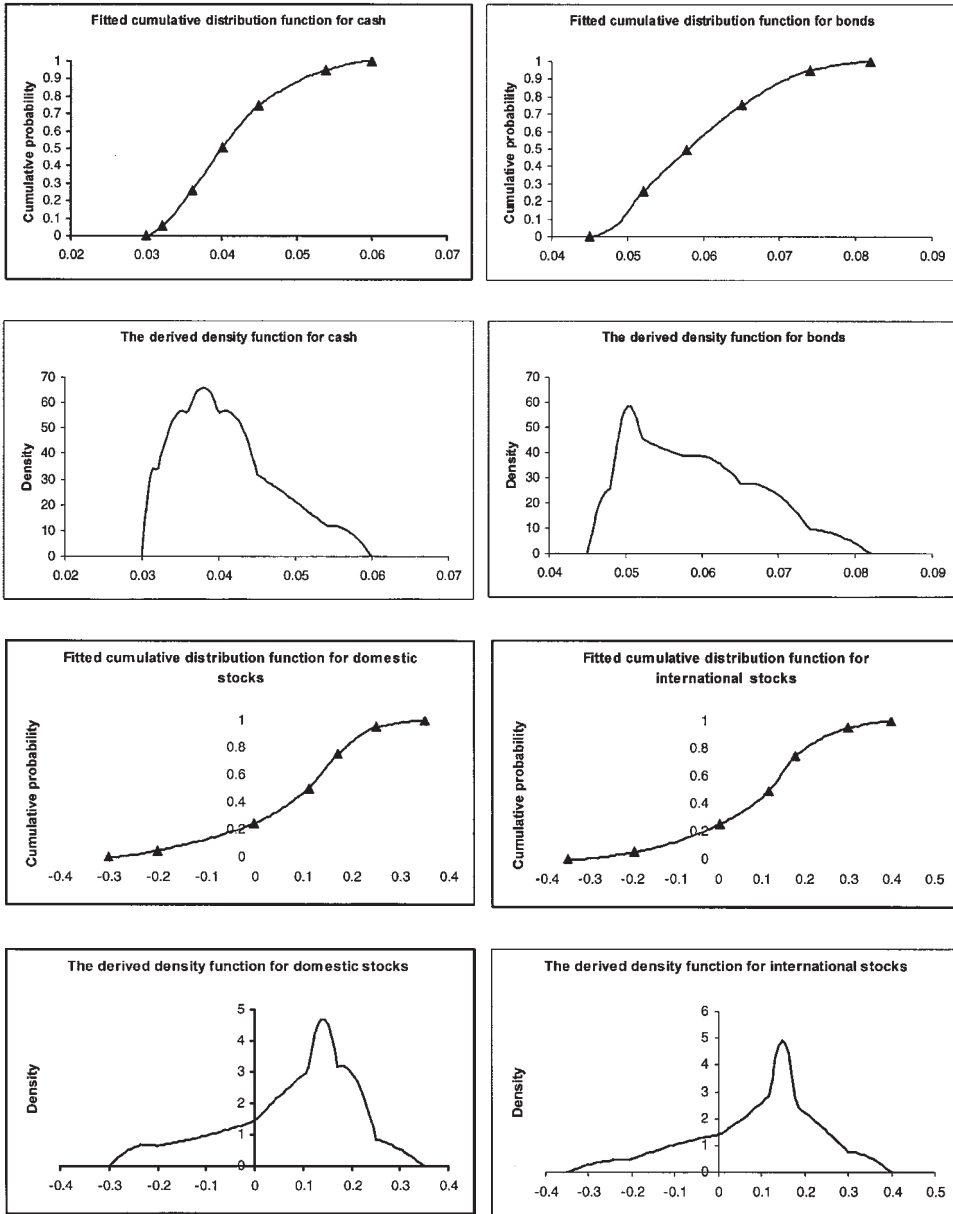 Fitted cumulative distribution function for cash
Cumulative probability
1
0.9
0.8
0.7
0.6
0.5
0.4
0.3
0.2
0.1
0
0.02 0.03 0.04 0.05 0.06 0.07
Fitted cumulative distribution function for bonds
Cumulative probability
1
0.9
0.8
0.7
0.6
0.5
0.4
0.3
0.2
0.1
0
0.04 0.05 0.06 0.07 0.08 0.09
The derived density function for cash
Density
70
60
50
40
30
20
10
0
0.02 0.03 0.04 0.05 0.06 0.07
The derived density function for bonds
Density
70
60
50
40
30
20
10
0
0.04 0.05 0.06 0.07 0.08 0.09
Fitted cumulative distribution function for domestic
stocks
Cumulative probability
1
0.8
0.6
0.4
0.2
0
-0.4 -0.3 -0.2 -0.1 0 0.1 0.2 0.3 0.4
Fitted cumulative distribution function for
international stocks
Cumulative probability
1
0.8
0.6
0.4
0.2
0
-0.4 -0.3 -0.2 -0.1 0 0.1 0.2 0.3 0.4 0.5
The derived density function for domestic stocks
Density
5
4
3
2
1
0
-0.4 -0.3 -0.2 -0.1 0 0.1 0.2 0.3 0.4
The derived density function for international stocks
Density
6
5
4
3
2
1
0
-0.4 -0.3 -0.2 -0.1 0 0.1 0.2 0.3 0.4 0.5